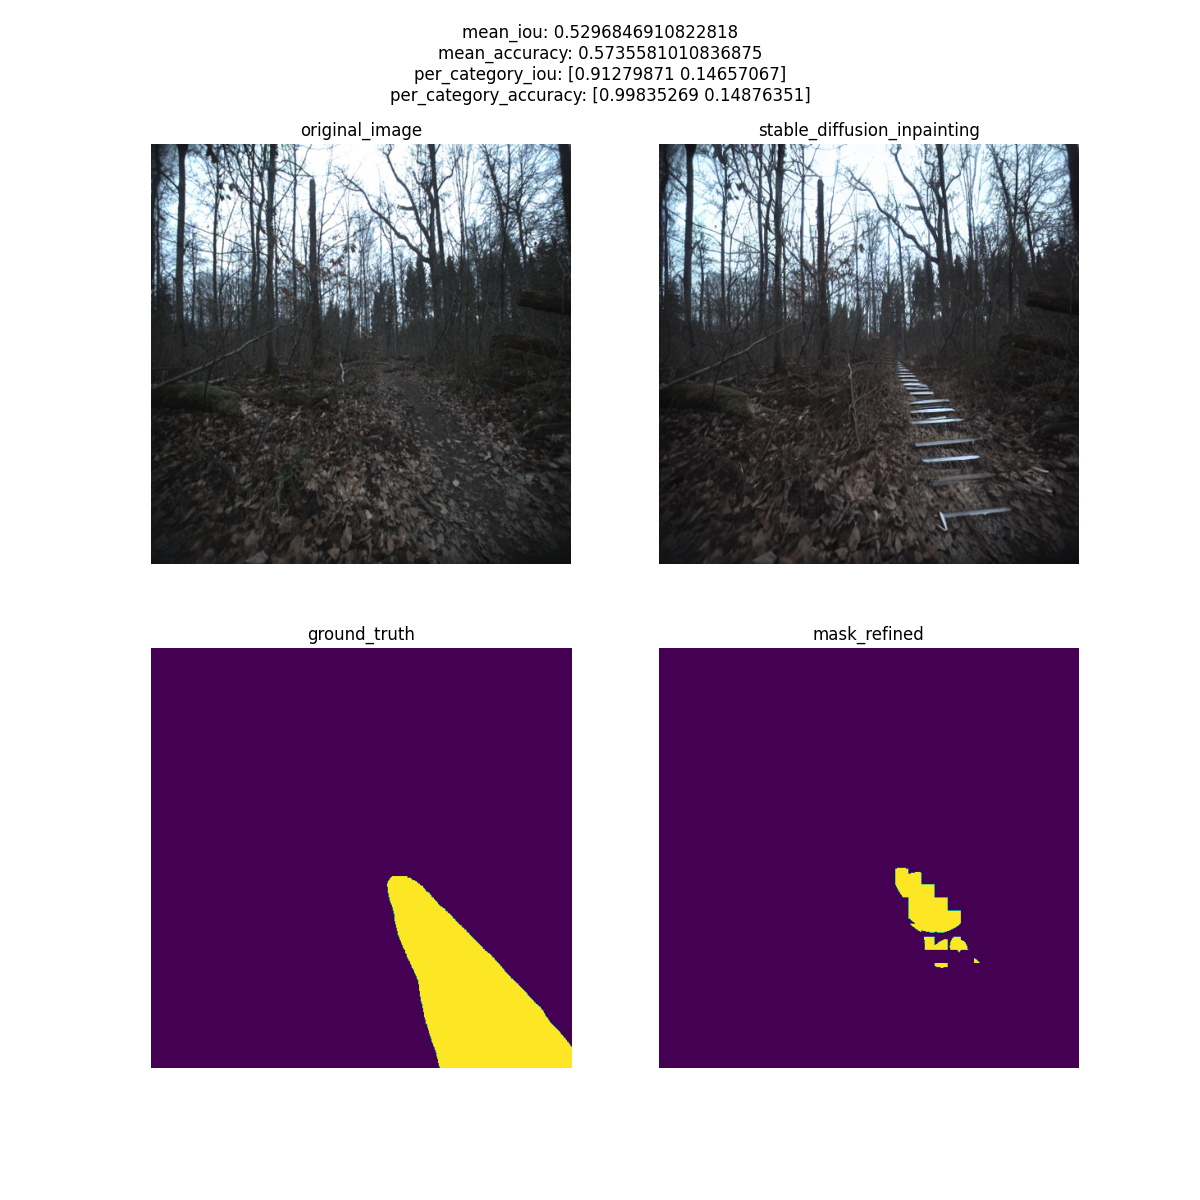 mean_iou: 0.5296846910822818
mean_accuracy: 0.5735581010836875
per_category_iou: [0.91279871 0.14657067]
per_category_accuracy: [0.99835269 0.14876351]
original_image
stable_diffusion_inpainting
ground_truth
mask_refined